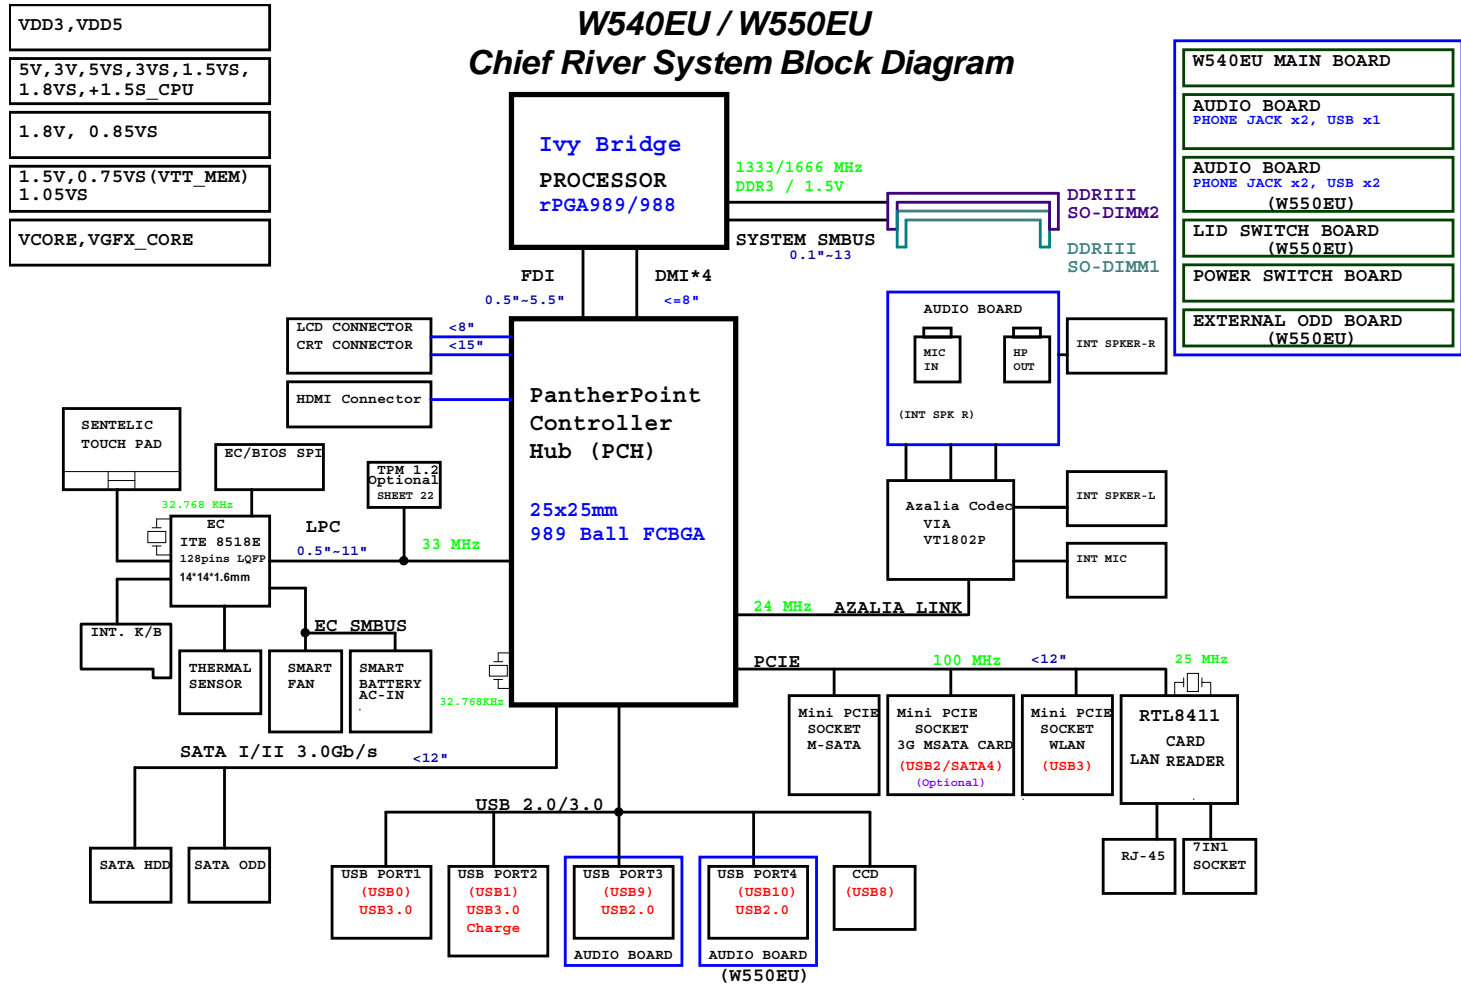 W540EU / W550EU
Chief River System Block Diagram
VDD3,VDD5
5V,3V,5VS,3VS,1.5VS,
1.8VS,+1.5S_CPU
1.8V, 0.85VS
1.5V,0.75VS(VTT_MEM)
1.05VS
VCORE,VGFX_CORE
W540EU MAIN BOARD
AUDIO BOARD
PHONE JACK x2, USB x1
AUDIO BOARD
PHONE JACK x2, USB x2
(W550EU)
LID SWITCH BOARD
(W550EU)
POWER SWITCH BOARD
EXTERNAL ODD BOARD
(W550EU)
Ivy Bridge
PROCESSOR
rPGA989/988
1333/1666 MHz
DDR3 / 1.5V
SYSTEM SMBUS
0.1"~13
DDRIII
SO-DIMM2
DDRIII
SO-DIMM1
FDI
0.5"~5.5"
DMI*4
<=8"
LCD CONNECTOR
CRT CONNECTOR
<8"
<15"
HDMI Connector
PantherPoint
Controller
Hub (PCH)
25x25mm
989 Ball FCBGA
AUDIO BOARD
MIC
IN
HP
OUT
(INT SPK R)
INT SPKER-R
SENTELIC
TOUCH PAD
EC/BIOS SPI
TPM 1.2
Optional
SHEET 22
32.768 KHz
EC
ITE 8518E
128pins LQFP
14*14*1.6mm
LPC
0.5"~11"
33 MHz
Azalia Codec
VIA
VT1802P
INT SPKER-L
INT MIC
24 MHz
AZALIA LINK
INT. K/B
EC SMBUS
THERMAL
SENSOR
SMART
FAN
SMART
BATTERY
AC-IN
32.768KHz
PCIE
100 MHz
<12"
25 MHz
Mini PCIE
SOCKET
M-SATA
Mini PCIE
SOCKET
3G MSATA CARD
(USB2/SATA4)
(Optional)
Mini PCIE
SOCKET
WLAN
(USB3)
RTL8411
CARD
LAN READER
RJ-45
7IN1
SOCKET
SATA I/II 3.0Gb/s
<12"
SATA HDD
SATA ODD
USB 2.0/3.0
USB PORT1
(USB0)
USB3.0
USB PORT2
(USB1)
USB3.0
Charge
USB PORT3
(USB9)
USB2.0
AUDIO BOARD
USB PORT4
(USB10)
USB2.0
AUDIO BOARD
(W550EU)
CCD
(USB8)